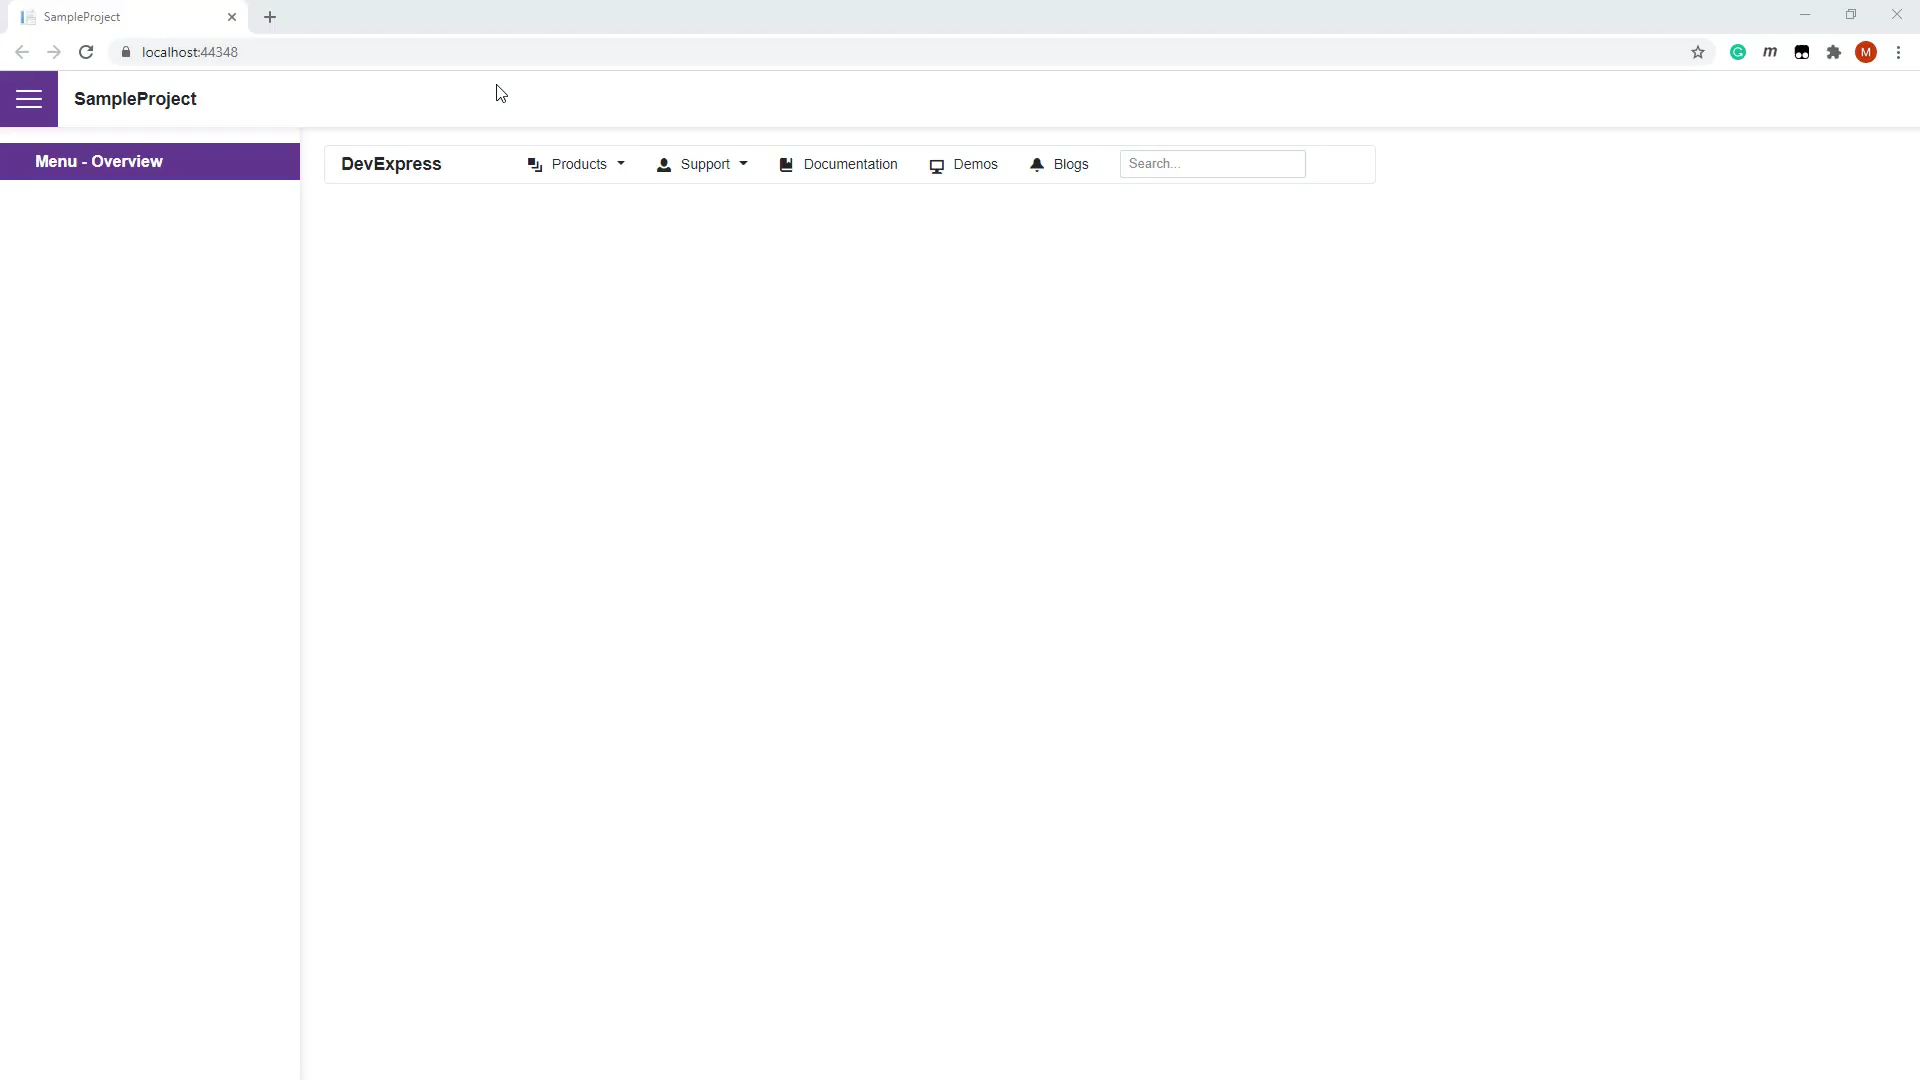 SampleProject
localhost:44348
M
SampleProject
Menu - Overview
DevExpress Products Support Documentation Demos Blogs Search...